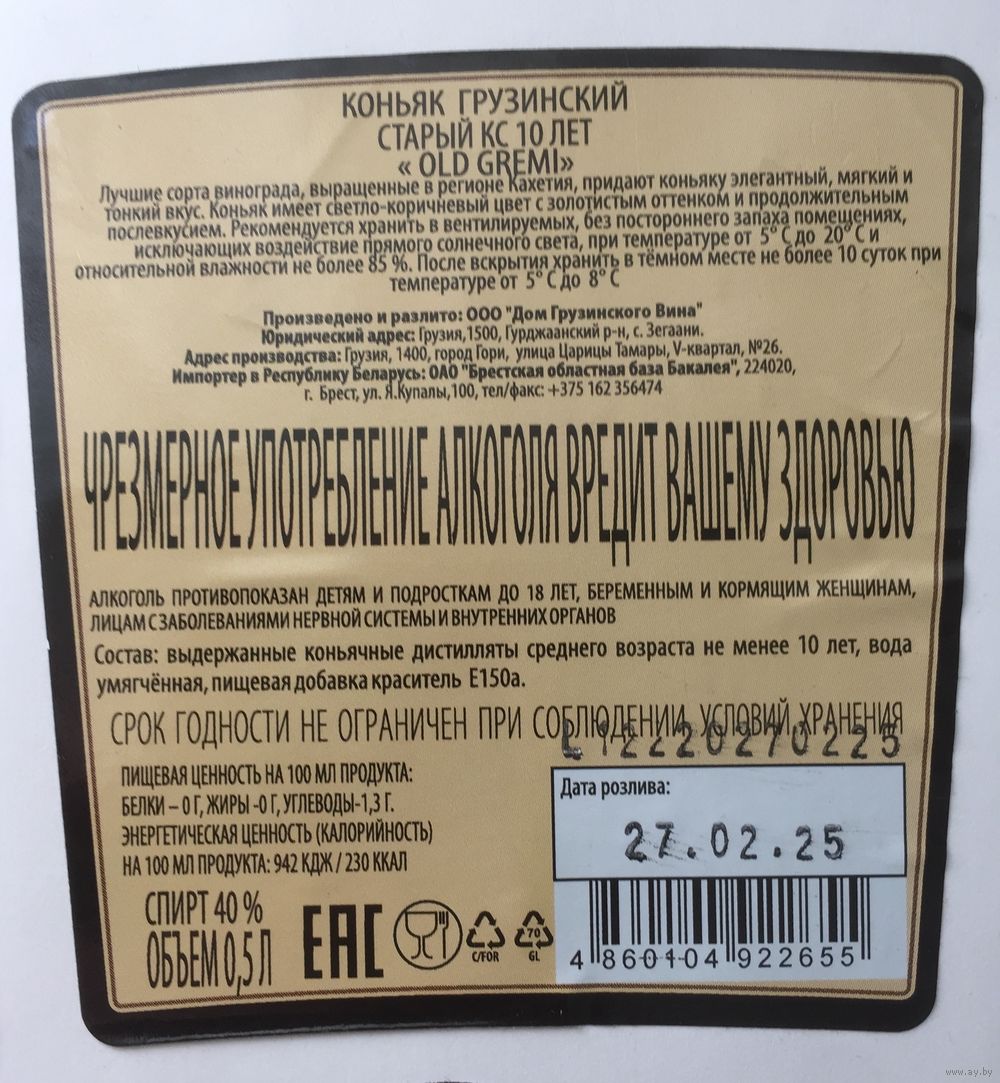 КОНЬЯК ГРУЗИНСКИЙ
СТАРЫЙ КС 10 ЛЕТ
« OLD GREMI»
Лучшие сорта винограда, выращенные в регионе Кахетия, придают коньяку элегантный, мягкий и
тонкий вкус. Коньяк имеет светло-коричневый цвет с золотистым оттенком и продолжительным
послевкусием. Рекомендуется хранить в вентилируемых, без постороннего запаха помещениях,
исключающих воздействие прямого солнечного света, при температуре от 5° С до 20° С и
относительной влажности не более 85 %. После вскрытия хранить в тёмном месте не более 10 суток при
температуре от 5° С до 8° С
Произведено и разлито: ООО "Дом Грузинского Вина"
Юридический адрес: Грузия,1500, Гурджаанский р-н, с. Зегаани.
Адрес производства: Грузия, 1400, город Гори, улица Царицы Тамары, V-квартал, №26.
Импортер в Республику Беларусь: ОАО "Брестская областная база Бакалея", 224020,
г. Брест, ул. Я.Купалы,100, тел/факс: +375 162 356474
ЧРЕЗМЕРНОЕ УПОТРЕБЛЕНИЕ АЛКОГОЛЯ ВРЕДИТ ВАШЕМУ ЗДОРОВЬЮ
АЛКОГОЛЬ ПРОТИВОПОКАЗАН ДЕТЯМ И ПОДРОСТКАМ ДО 18 ЛЕТ, БЕРЕМЕННЫМ И КОРМЯЩИМ ЖЕНЩИНАМ,
ЛИЦАМ С ЗАБОЛЕВАНИЯМИ НЕРВНОЙ СИСТЕМЫ И ВНУТРЕННИХ ОРГАНОВ
Состав: выдержанные коньячные дистилляты среднего возраста не менее 10 лет, вода
умягчённая, пищевая добавка краситель Е150а.
СРОК ГОДНОСТИ НЕ ОГРАНИЧЕН ПРИ СОБЛЮДЕНИИ УСЛОВИЙ ХРАНЕНИЯ
L12220270225
ПИЩЕВАЯ ЦЕННОСТЬ НА 100 МЛ ПРОДУКТА:
БЕЛКИ – 0 Г, ЖИРЫ -0 Г, УГЛЕВОДЫ-1,3 Г.
ЭНЕРГЕТИЧЕСКАЯ ЦЕННОСТЬ (КАЛОРИЙНОСТЬ)
НА 100 МЛ ПРОДУКТА: 942 КДЖ / 230 ККАЛ
Дата розлива:
27.02.25
СПИРТ 40 %
ОБЪЕМ 0,5 Л
EAC
C/FOR
70
GL
4 860104 922655
www.ay.by